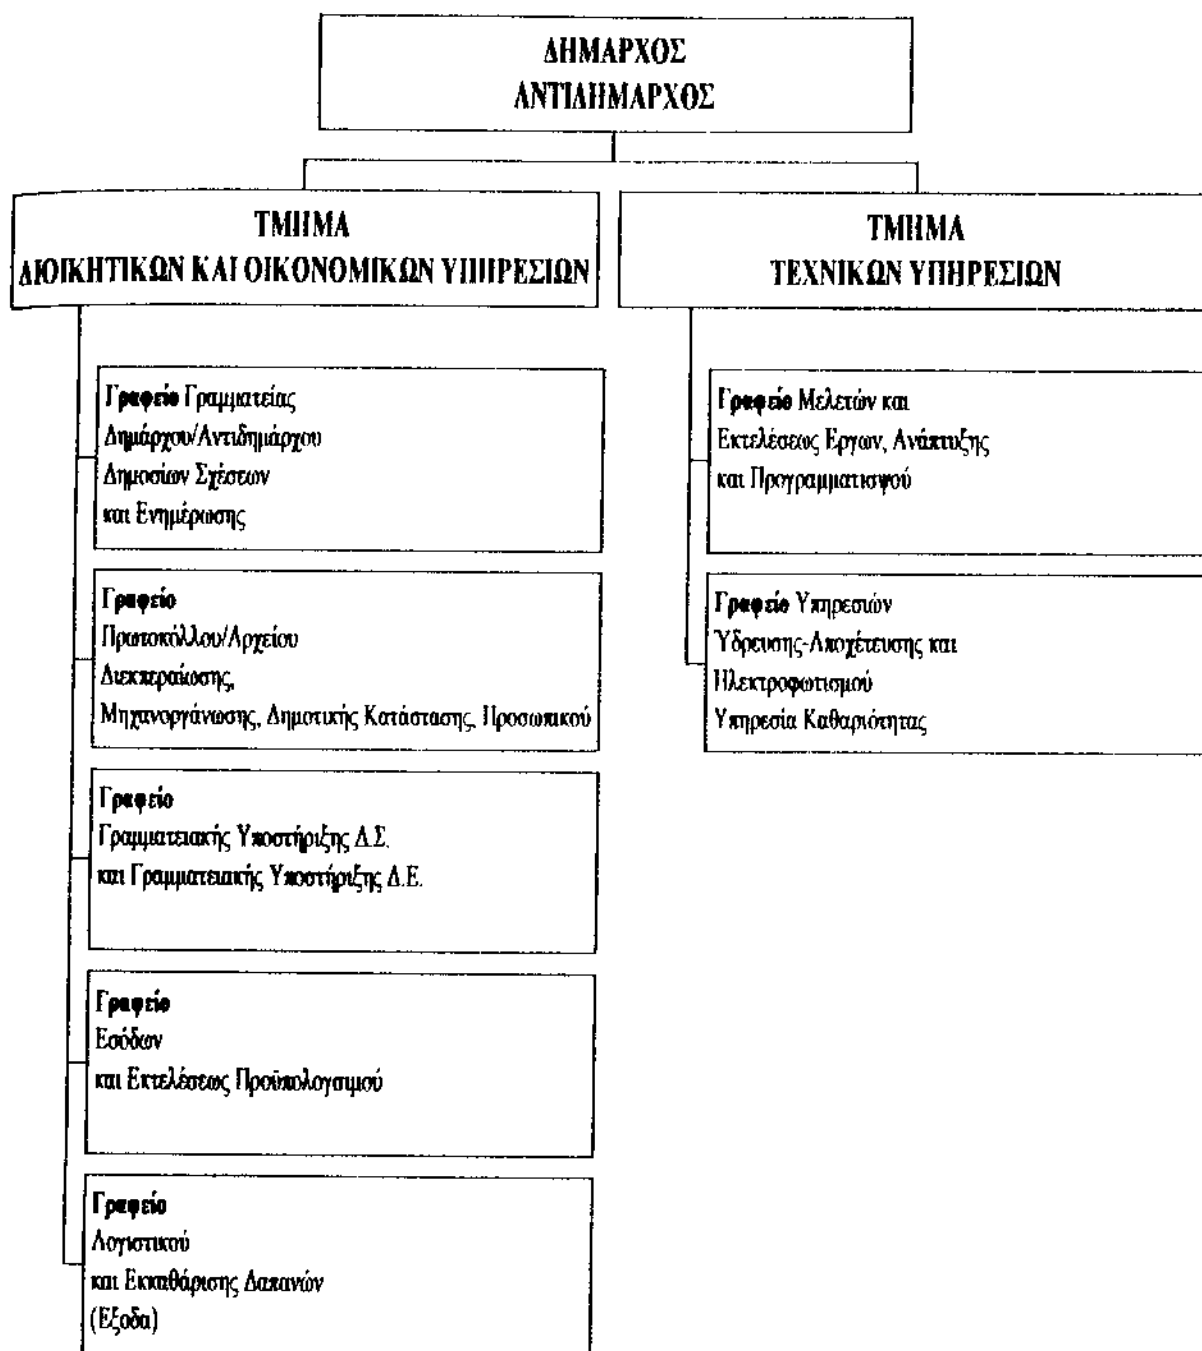 ΔΗΜΑΡΧΟΣ
ΑΝΤΙΔΗΜΑΡΧΟΣ
ΤΜΗΜΑ
ΔΙΟΙΚΗΤΙΚΩΝ ΚΑΙ ΟΙΚΟΝΟΜΙΚΩΝ ΥΠΗΡΕΣΙΩΝ
Γραφείο Γραμματείας
Δημάρχου/Αντιδημάρχου
Δημοσίων Σχέσεων
και Ενημέρωσης
Γραφείο
Πρωτοκόλλου/Αρχείου
Διεκπεραίωσης,
Μηχανοργάνωσης, Δημοτικής Κατάστασης, Προσωπικού
Γραφείο
Γραμματειακής Υποστήριξης Δ.Σ.
και Γραμματειακής Υποστήριξης Δ.Ε.
Γραφείο
Εσόδων
και Εκτελέσεως Προϋπολογσιμού
Γραφείο
Λογιστικού
και Εκκαθάρισης Δαπανών
(Εξοδα)
ΤΜΗΜΑ
ΤΕΧΝΙΚΩΝ ΥΠΗΡΕΣΙΩΝ
Γραφείο Μελετών και
Εκτελέσεως Εργων, Ανάπτυξης
και Προγραμματισμού
Γραφείο Υπηρεσιών
Ύδρευσης-Αποχέτευσης και
Ηλεκτροφωτισμού
Υπηρεσία Καθαριότητας